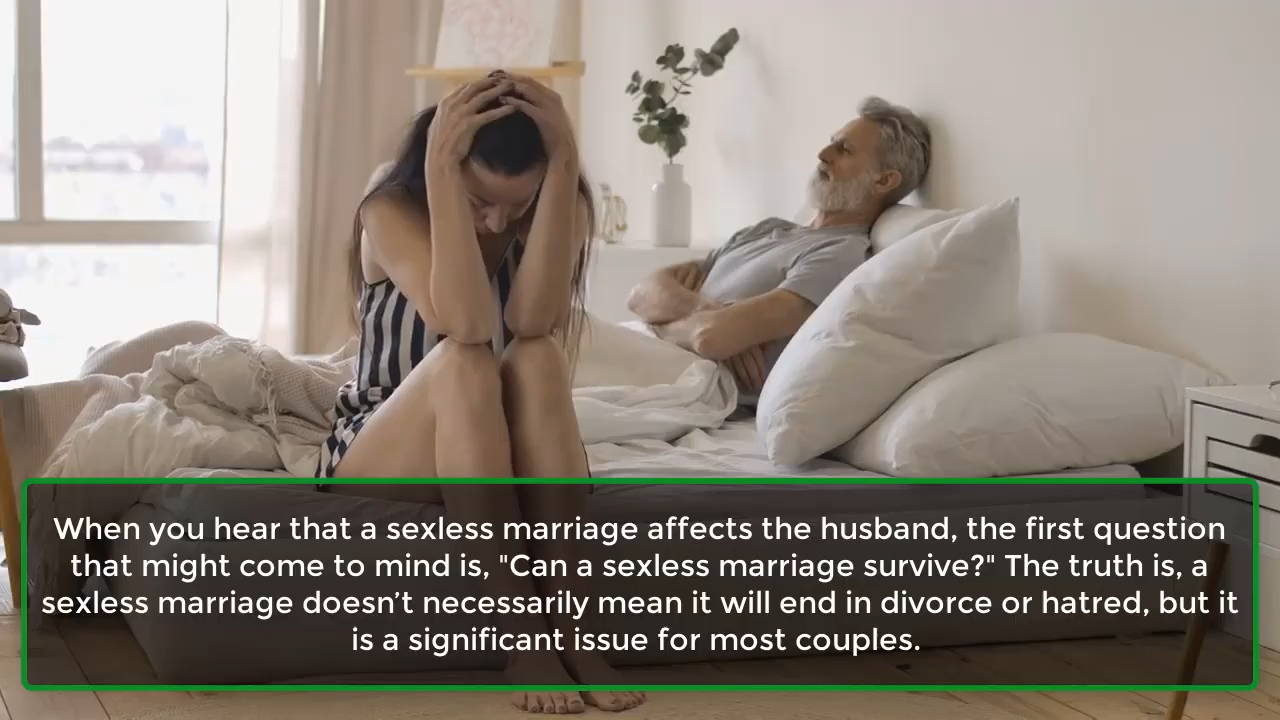 When you hear that a sexless marriage affects the husband, the first question
that might come to mind is, "Can a sexless marriage survive?" The truth is, a
sexless marriage doesn’t necessarily mean it will end in divorce or hatred, but it
is a significant issue for most couples.